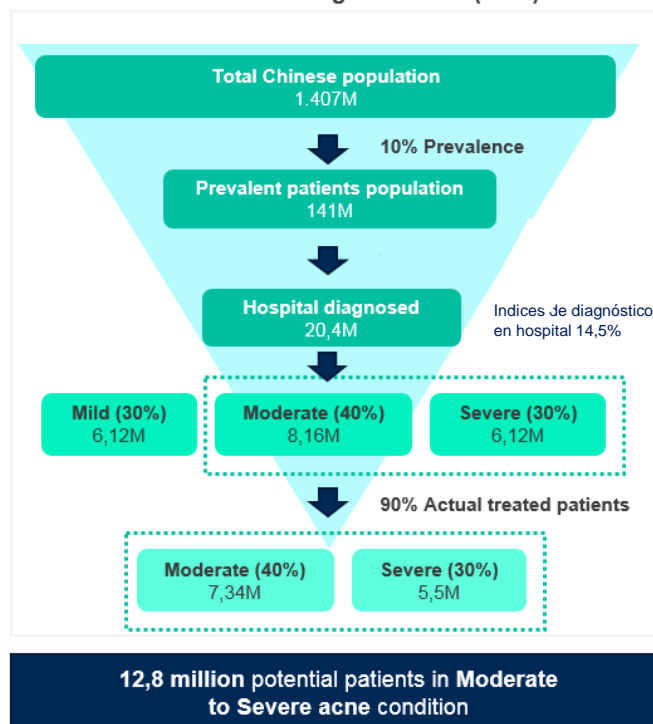 Total Chinese population
1.407M
10% Prevalence
Prevalent patients population
141M
Hospital diagnosed
20,4M
Indices de diagnóstico
en hospital 14,5%
Mild (30%)
6,12M
Moderate (40%)
8,16M
Severe (30%)
6,12M
90% Actual treated patients
Moderate (40%)
7,34M
Severe (30%)
5,5M
12,8 million potential patients in Moderate
to Severe acne condition